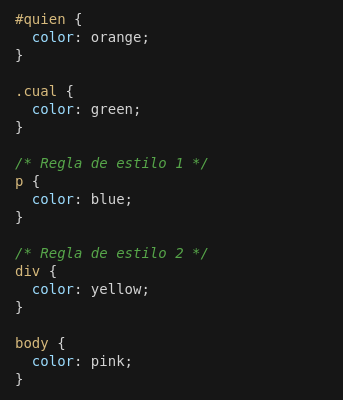 #quien {
  color: orange;
}

.cual {
  color: green;
}

/* Regla de estilo 1 */
p {
  color: blue;
}

/* Regla de estilo 2 */
div {
  color: yellow;
}

body {
  color: pink;
}